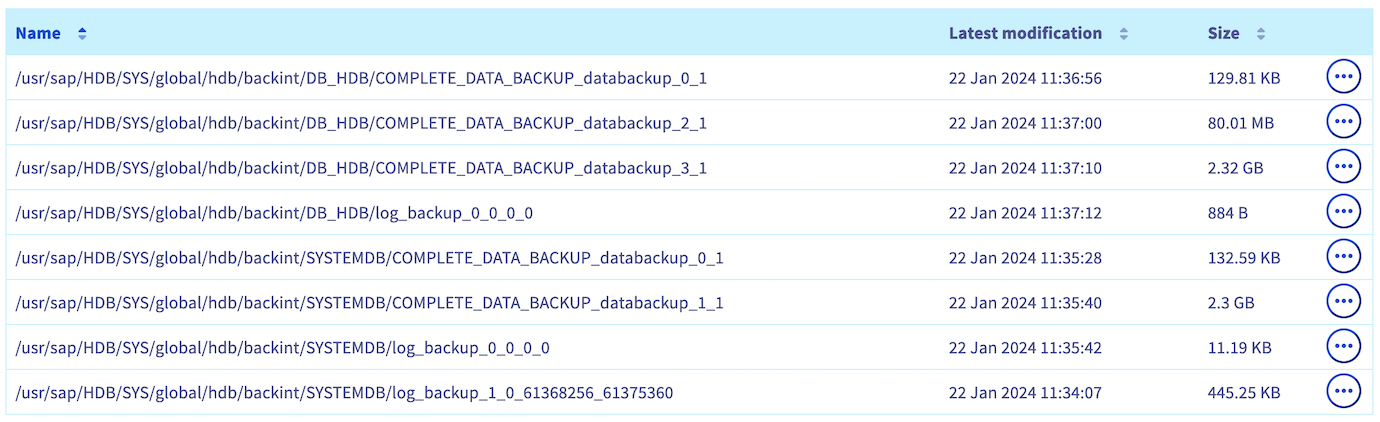 Name Latest modification Size
/usr/sap/HDB/SYS/global/hdb/backint/DB_HDB/COMPLETE_DATA_BACKUP_databackup_0_1 22 Jan 2024 11:36:56 129.81 KB
/usr/sap/HDB/SYS/global/hdb/backint/DB_HDB/COMPLETE_DATA_BACKUP_databackup_2_1 22 Jan 2024 11:37:00 80.01 MB
/usr/sap/HDB/SYS/global/hdb/backint/DB_HDB/COMPLETE_DATA_BACKUP_databackup_3_1 22 Jan 2024 11:37:10 2.32 GB
/usr/sap/HDB/SYS/global/hdb/backint/DB_HDB/log_backup_0_0_0_0 22 Jan 2024 11:37:12 884 B
/usr/sap/HDB/SYS/global/hdb/backint/SYSTEMDB/COMPLETE_DATA_BACKUP_databackup_0_1 22 Jan 2024 11:35:28 132.59 KB
/usr/sap/HDB/SYS/global/hdb/backint/SYSTEMDB/COMPLETE_DATA_BACKUP_databackup_1_1 22 Jan 2024 11:35:40 2.3 GB
/usr/sap/HDB/SYS/global/hdb/backint/SYSTEMDB/log_backup_0_0_0_0 22 Jan 2024 11:35:42 11.19 KB
/usr/sap/HDB/SYS/global/hdb/backint/SYSTEMDB/log_backup_1_0_61368256_61375360 22 Jan 2024 11:34:07 445.25 KB